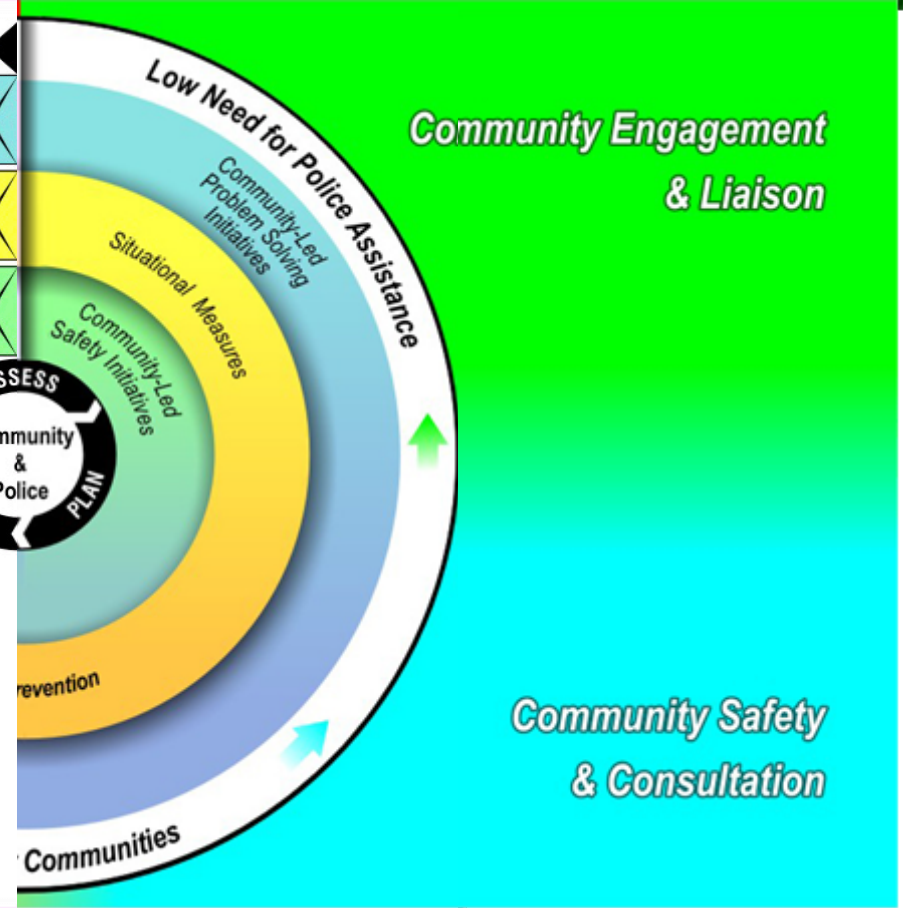 Low Need for Police Assistance
Community Engagement
& Liaison
Community-Led
Problem Solving
Initiatives
Situational Measures
Community-Led
Safety Initiatives
SSESS
mmunity
&
Police
PLAN
revention
Community Safety
& Consultation
Communities